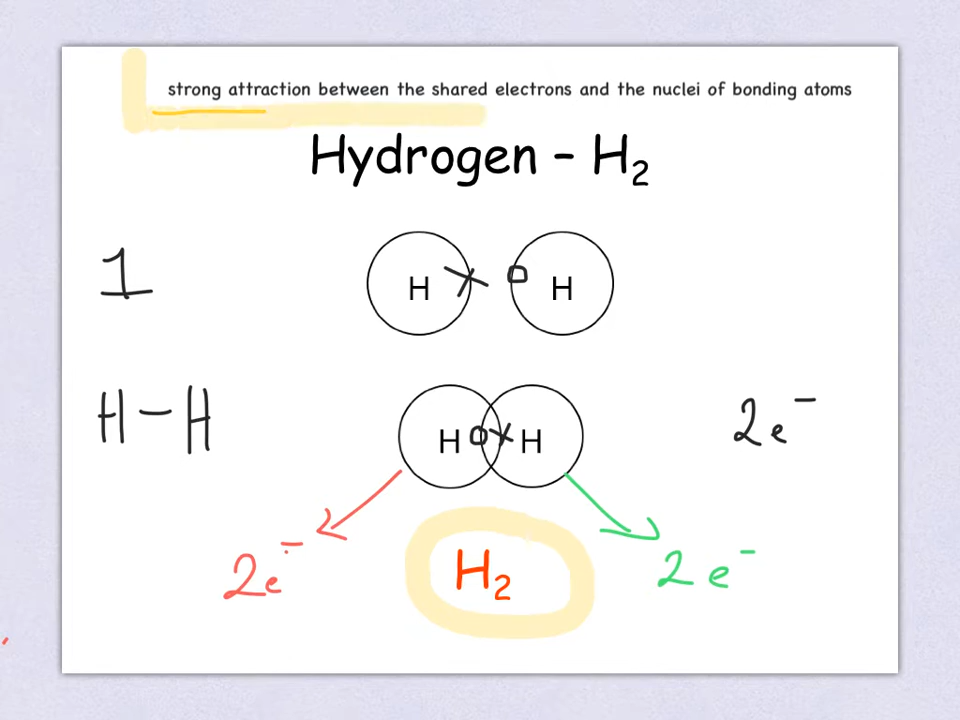 strong attraction between the shared electrons and the nuclei of bonding atoms
Hydrogen – H₂
1
H H
H – H
H H
2e⁻
2e⁻
H₂
2e⁻